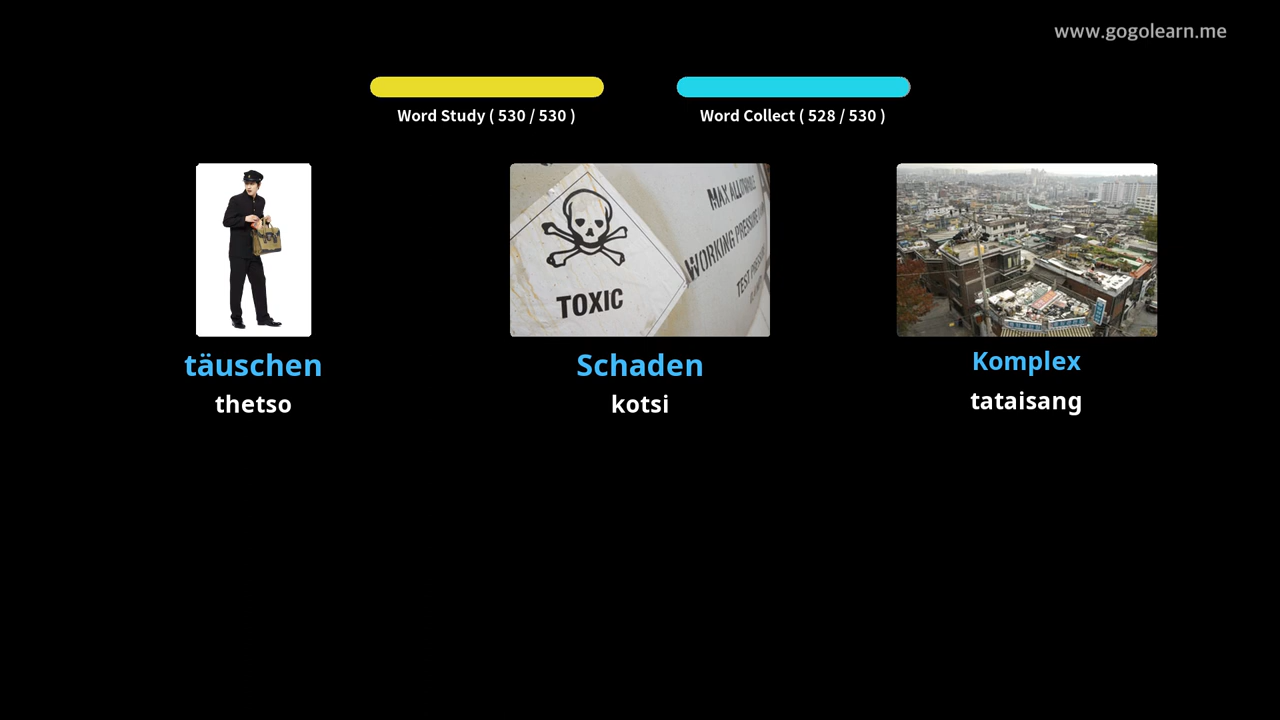 www.gogolearn.me
Word Study ( 530 / 530 )
Word Collect ( 528 / 530 )
MAX ALLOWABLE
WORKING PRESSURE
TEST
TOXIC
täuschen
Schaden
Komplex
thetso
kotsi
tataisang